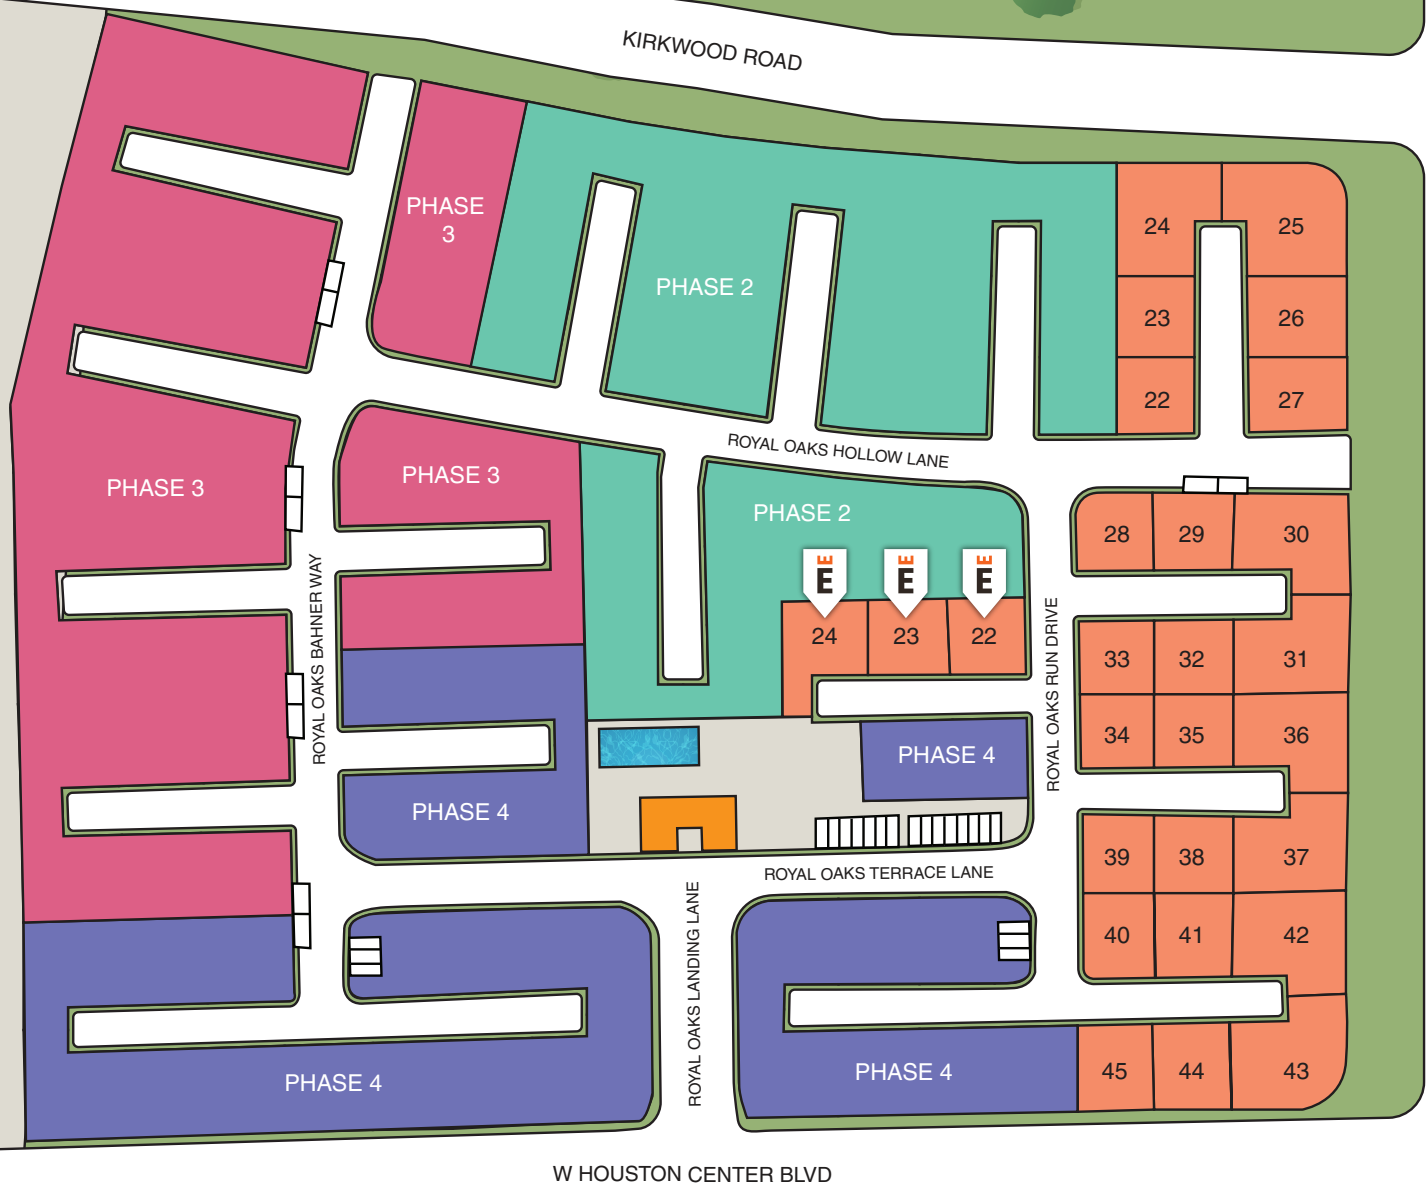 KIRKWOOD ROAD
PHASE
3
24
25
PHASE 2
23
26
22
27
ROYAL OAKS HOLLOW LANE
PHASE 3
PHASE 3
PHASE 2
28
29
30
E
E
E
E
E
E
24
23
22
ROYAL OAKS BAHNER WAY
ROYAL OAKS RUN DRIVE
33
32
31
34
35
36
PHASE 4
PHASE 4
39
38
37
ROYAL OAKS TERRACE LANE
ROYAL OAKS LANDING LANE
40
41
42
PHASE 4
PHASE 4
45
44
43
W HOUSTON CENTER BLVD